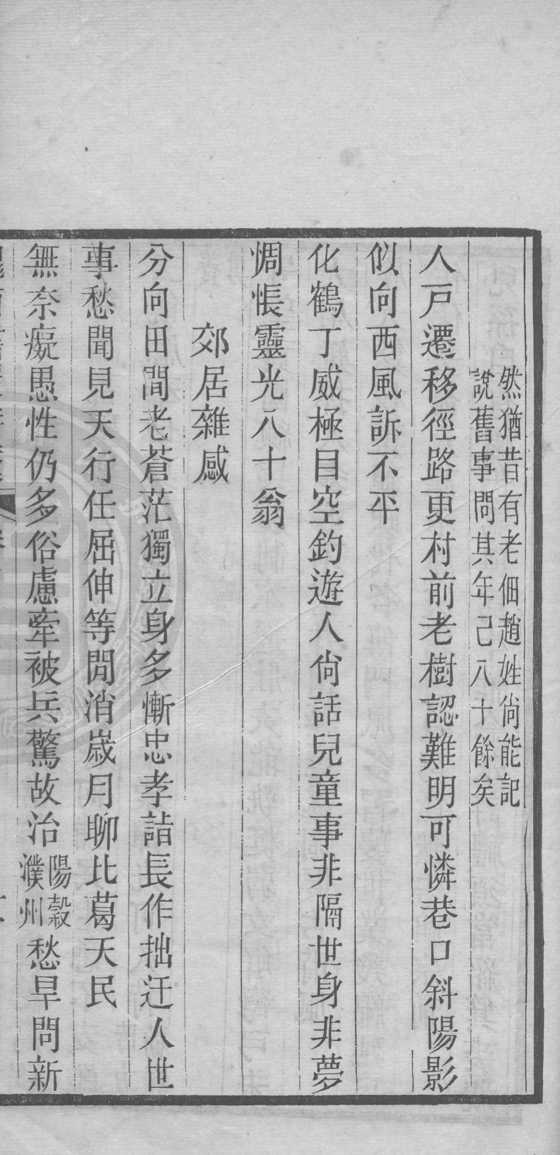 然猶昔有老佃趙姓尙能記
說舊事問其年已八十餘矣
人戸遷移徑路更村前老樹認難明可憐巷口斜陽影
似向西風訴不平
化鶴丁威極目空釣遊人尙話兒童事非隔世身非夢
惆悵靈光八十翁
郊居雜感
分向田間老蒼茫獨立身多慚忠孝詣長作拙迂人世
事愁聞見天行任屈伸等閒消歲月聊比葛天民
無奈癡愚性仍多俗慮牽被兵驚故治陽穀濮州愁旱問新